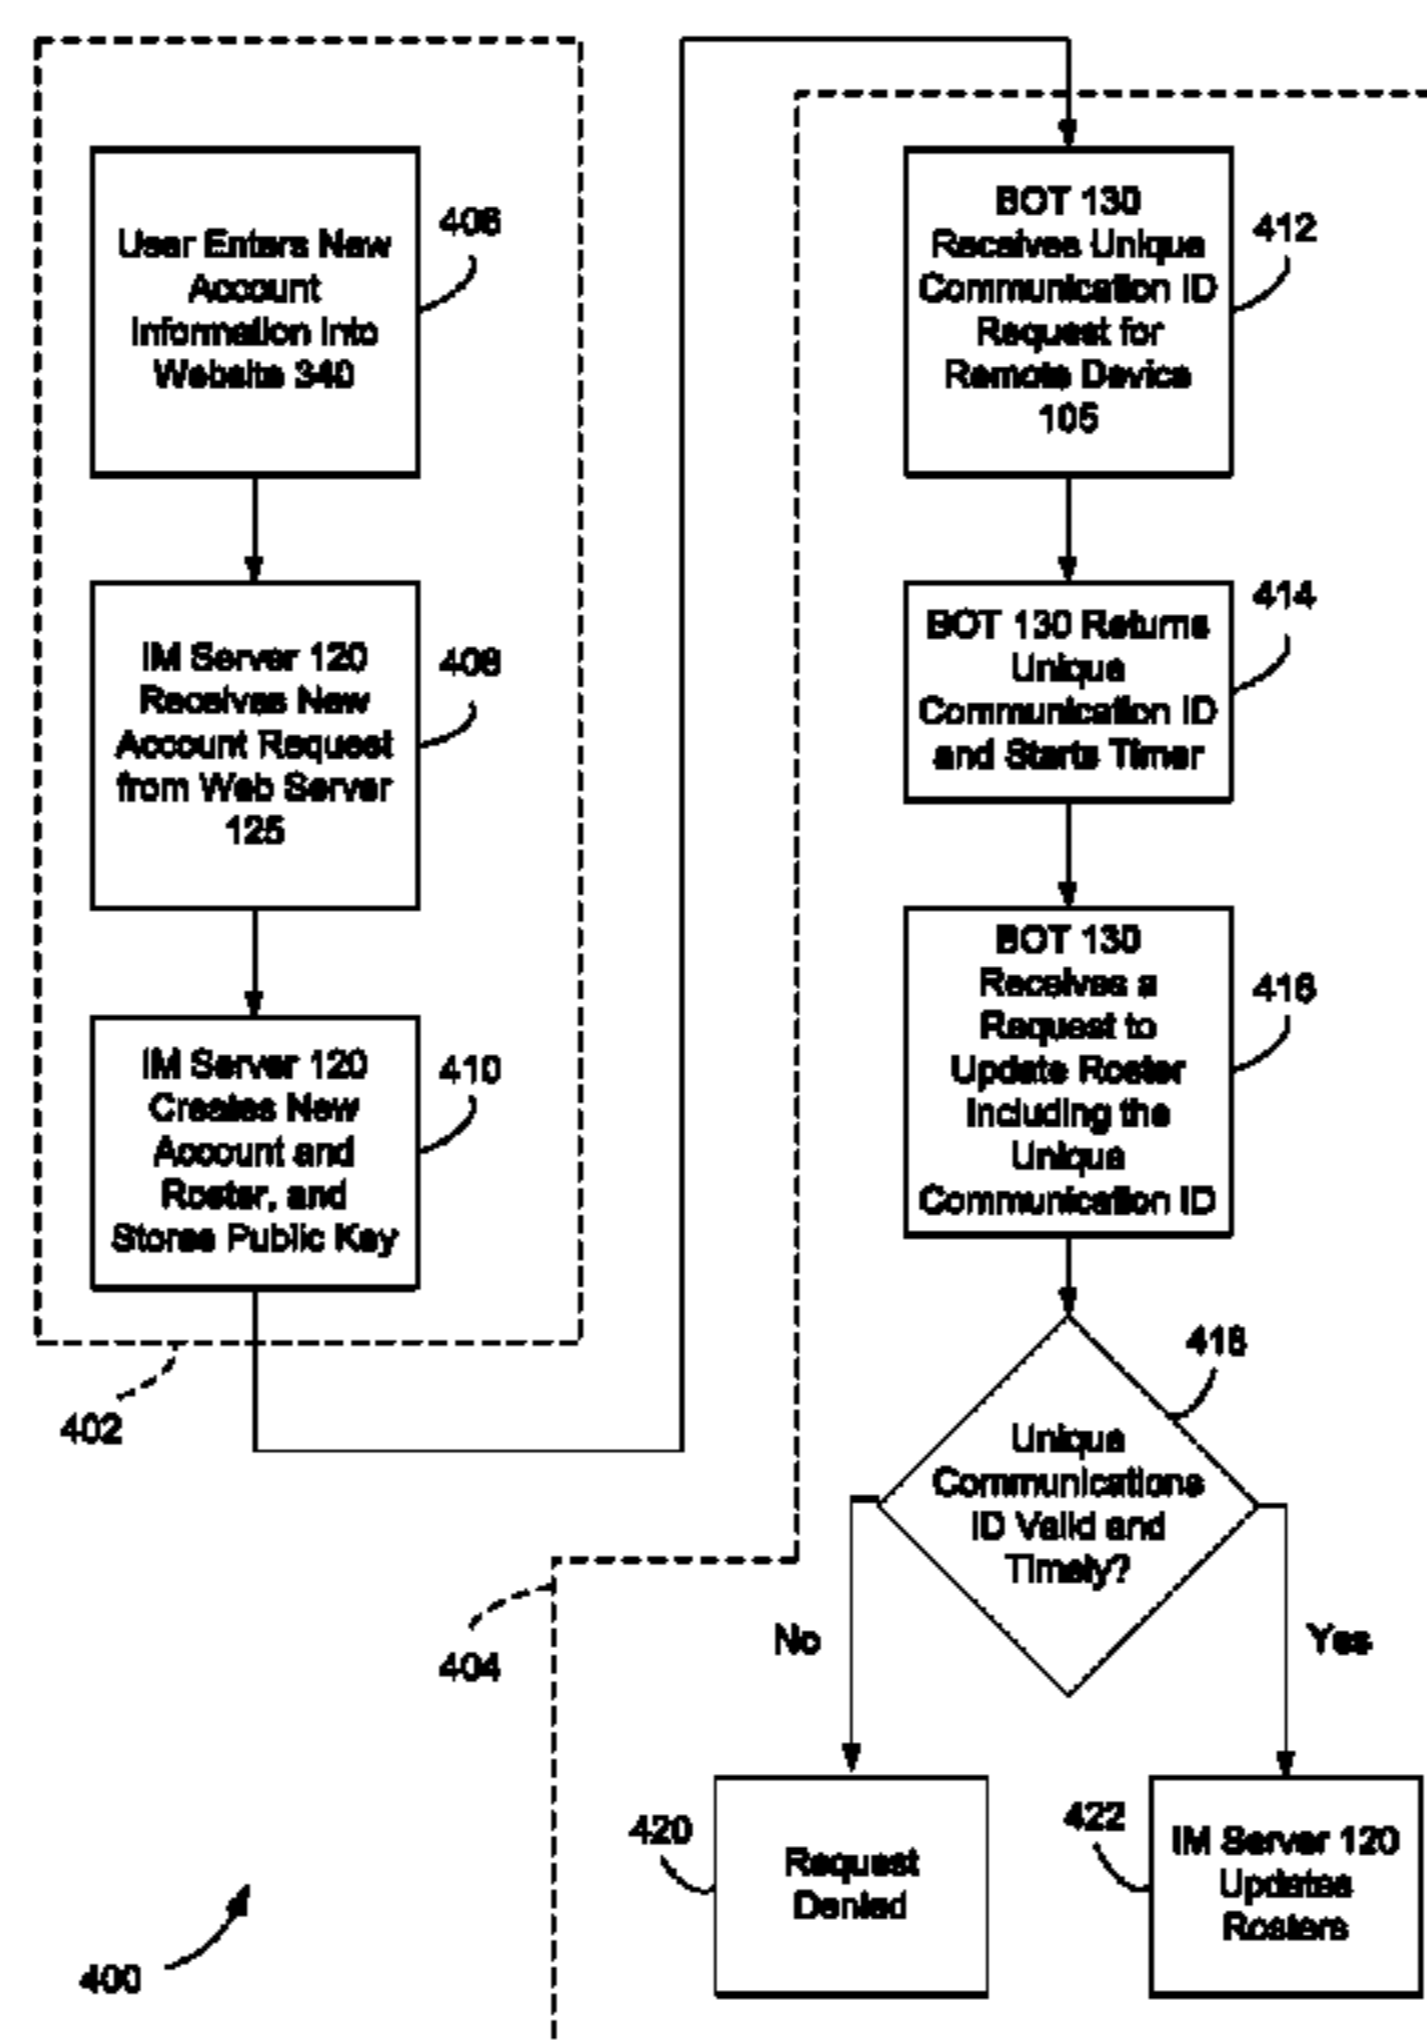 User Enters New
Account
Information Into
Website 340
406
IM Server 120
Receives New
Account Request
from Web Server
125
408
IM Server 120
Creates New
Account and
Roster, and
Stores Public Key
410
402
BOT 130
Receives Unique
Communication ID
Request for
Remote Device
105
412
BOT 130 Returns
Unique
Communication ID
and Starts Timer
414
BOT 130
Receives a
Request to
Update Roster
Including the
Unique
Communication ID
416
418
Unique
Communications
ID Valid and
Timely?
No
Yes
404
420
Request
Denied
422
IM Server 120
Updates
Rosters
400